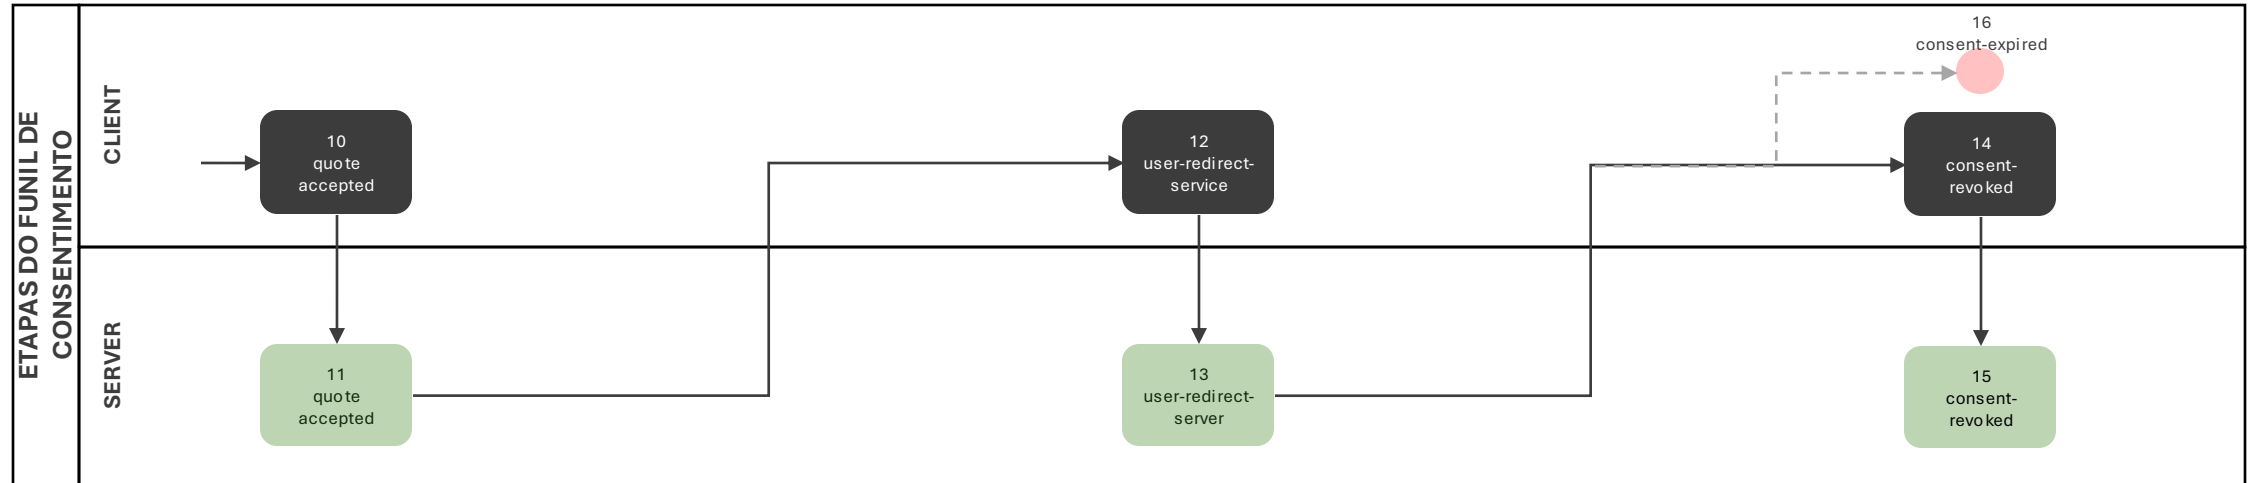 ETAPAS DO FUNIL DE
CONSENTIMENTO
CLIENT
10
quote
accepted
12
user-redirect-
service
16
consent-expired
14
consent-
revoked
SERVER
11
quote
accepted
13
user-redirect-
server
15
consent-
revoked